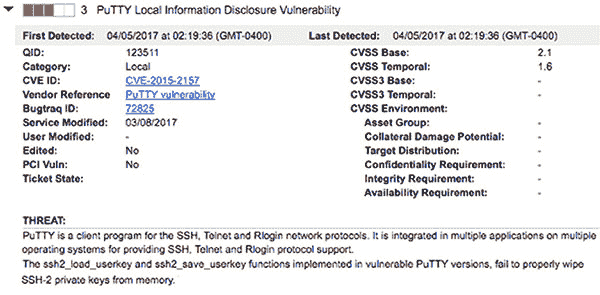 3 PuTTY Local Information Disclosure Vulnerability
First Detected: 04/05/2017 at 02:19:36 (GMT-0400) Last Detected: 04/05/2017 at 02:19:36 (GMT-0400)
QID: 123511 CVSS Base: 2.1
Category: Local CVSS Temporal: 1.6
CVE ID: CVE-2015-2157 CVSS3 Base: -
Vendor Reference PuTTY vulnerability CVSS3 Temporal: -
Bugtraq ID: 72825 CVSS Environment:
Service Modified: 03/08/2017 Asset Group: -
User Modified: - Collateral Damage Potential: -
Edited: No Target Distribution: -
PCI Vuln: No Confidentiality Requirement: -
Ticket State: Integrity Requirement: -
Availability Requirement: -
THREAT:
PuTTY is a client program for the SSH, Telnet and Rlogin network protocols. It is integrated in multiple applications on multiple
operating systems for providing SSH, Telnet and Rlogin protocol support.
The ssh2_load_userkey and ssh2_save_userkey functions implemented in vulnerable PuTTY versions, fail to properly wipe
SSH-2 private keys from memory.